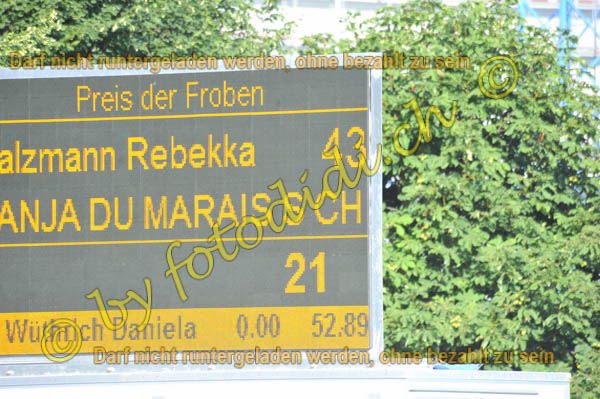 Darf nicht runtergeladen werden, ohne bezahlt zu sein
Preis der Froben
alzmann Rebekka 43
ANJA DU MARAIS CH
21
© by fotodidi.ch ©
Wüthrich Daniela 0.00 52.89
Darf nicht runtergeladen werden, ohne bezahlt zu sein